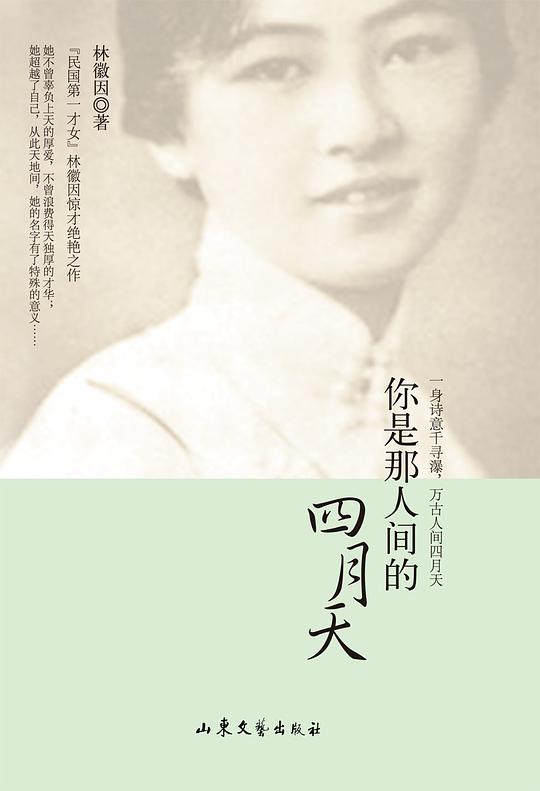 一身诗意千寻瀑，万古人间四月天
你是那人间的
四月天
林徽因◎著
『民国第一才女』林徽因惊才绝艳之作
她不曾辜负上天的厚爱，不曾浪费得天独厚的才华；
她超越了自己，从此天地间，她的名字有了特殊的意义……
山东文艺出版社